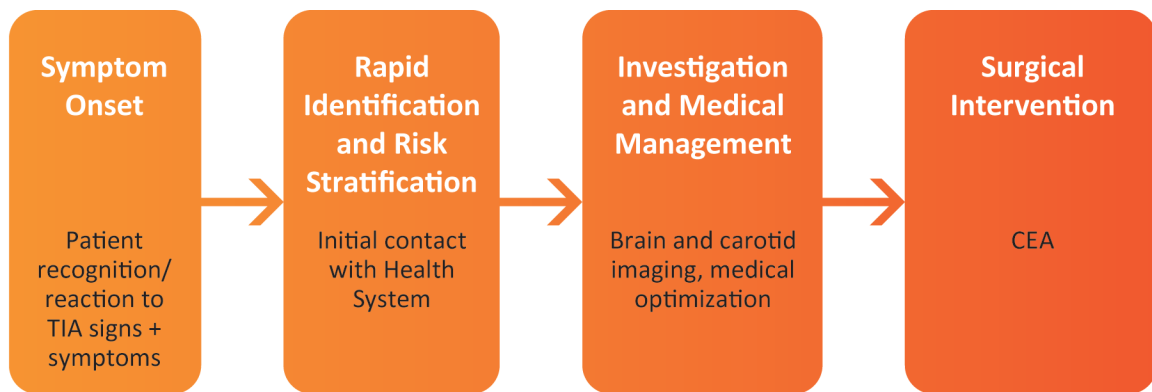 Symptom
Onset
Patient
recognition/
reaction to
TIA signs +
symptoms
Rapid
Identification
and Risk
Stratification
Initial contact
with Health
System
Investigation
and Medical
Management
Brain and carotid
imaging, medical
optimization
Surgical
Intervention
CEA